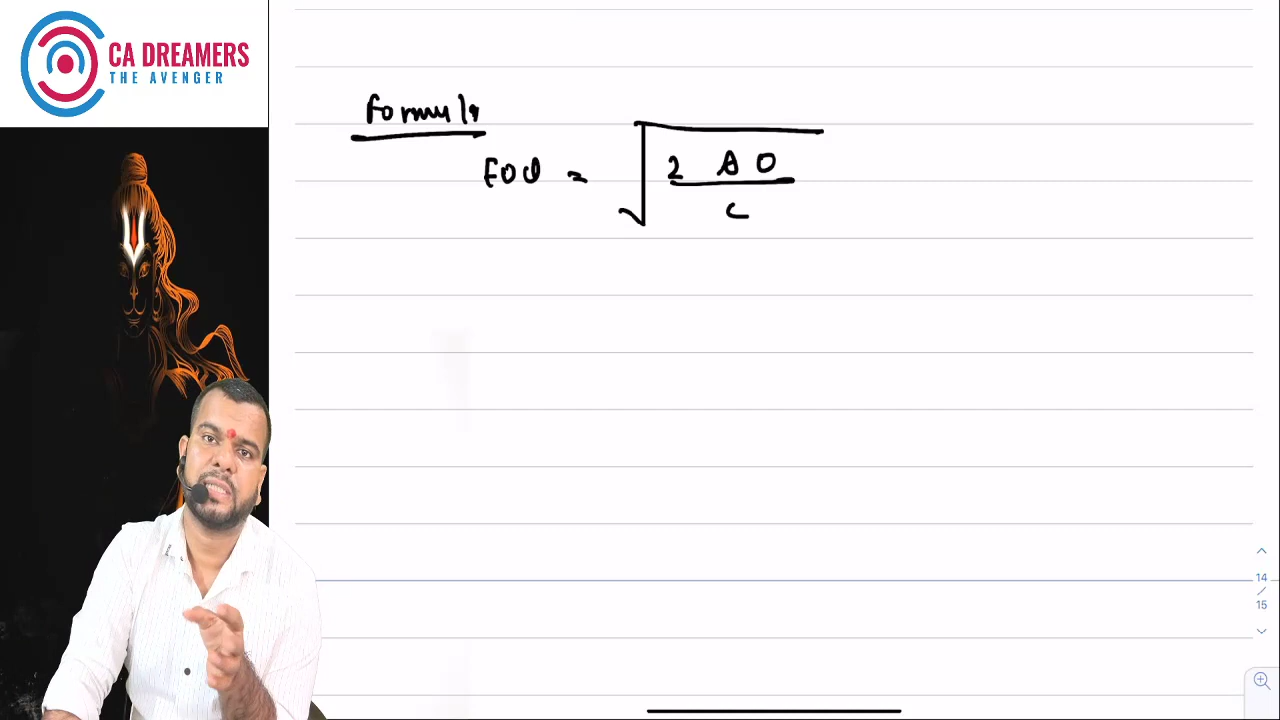 CA DREAMERS
THE AVENGER
Formula
EOQ = √ 2 A O
C
14
15